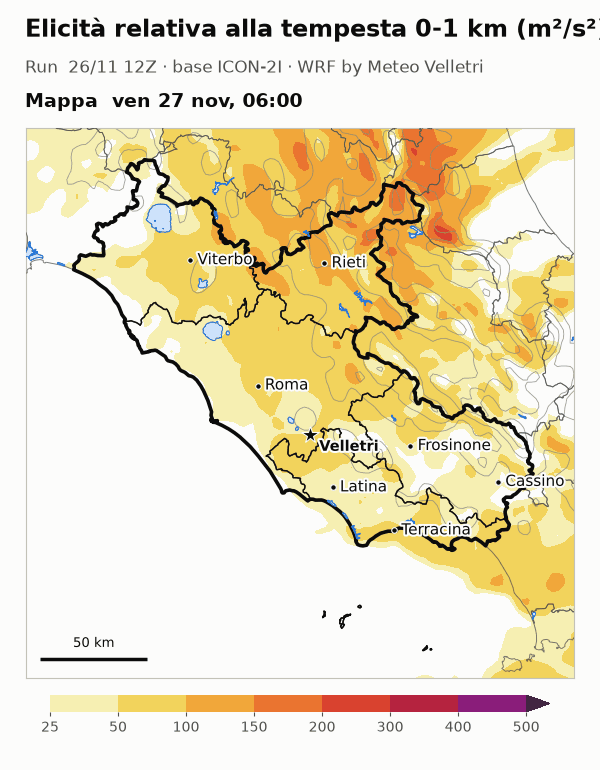 Elicità relativa alla tempesta 0-1 km (m²/s²)
Run  26/11 12Z · base ICON-2I · WRF by Meteo Velletri
Mappa  ven 27 nov, 06:00
Viterbo
Rieti
Roma
Velletri
Frosinone
Cassino
Latina
Terracina
50 km
25 50 100 150 200 300 400 500